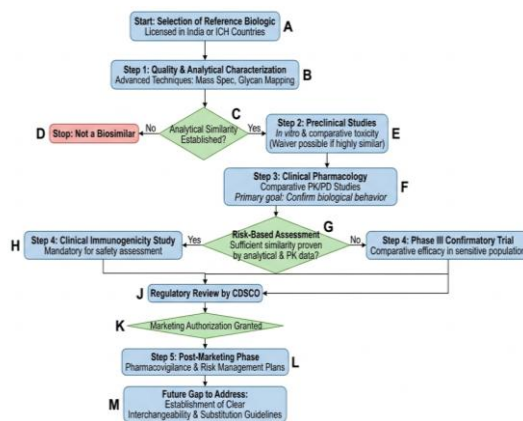 Start: Selection of Reference Biologic
Licensed in India or ICH Countries
A
Step 1: Quality & Analytical Characterization
Advanced Techniques: Mass Spec, Glycan Mapping
B
C
D
Stop: Not a Biosimilar
No
Analytical Similarity
Established?
Yes
Step 2: Preclinical Studies
In vitro & comparative toxicity
(Waiver possible if highly similar)
E
Step 3: Clinical Pharmacology
Comparative PK/PD Studies
Primary goal: Confirm biological behavior
F
G
H
Step 4: Clinical Immunogenicity Study
Mandatory for safety assessment
Yes
Risk-Based Assessment
Sufficient similarity proven
by analytical & PK data?
No
Step 4: Phase III Confirmatory Trial
Comparative efficacy in sensitive population
J
Regulatory Review by CDSCO
K
Marketing Authorization Granted
Step 5: Post-Marketing Phase
Pharmacovigilance & Risk Management Plans
L
M
Future Gap to Address:
Establishment of Clear
Interchangeability & Substitution Guidelines